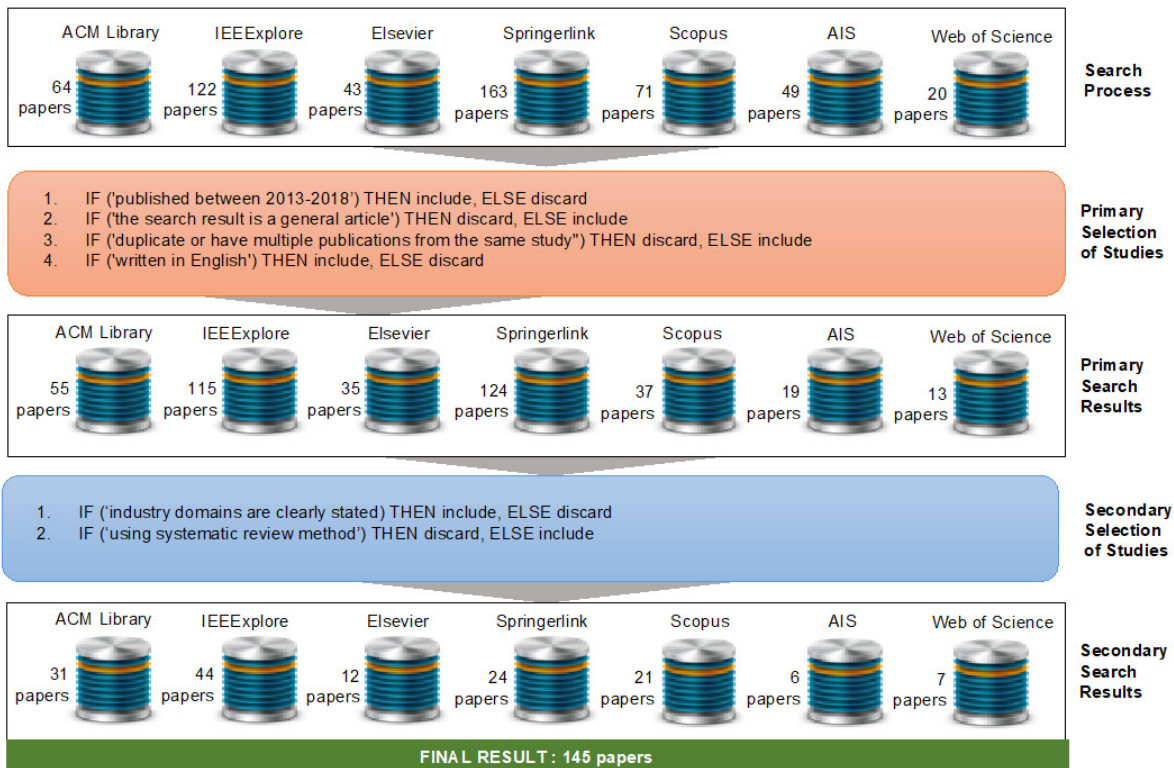 ACM Library
IEEExplore
Elsevier
Springerlink
Scopus
AIS
Web of Science
64
papers
122
papers
43
papers
163
papers
71
papers
49
papers
20
papers
Search
Process
1. IF ('published between 2013-2018’) THEN include, ELSE discard
2. IF ('the search result is a general article') THEN discard, ELSE include
3. IF ('duplicate or have multiple publications from the same study") THEN discard, ELSE include
4. IF ('written in English') THEN include, ELSE discard
Primary
Selection
of Studies
ACM Library
IEEExplore
Elsevier
Springerlink
Scopus
AIS
Web of Science
55
papers
115
papers
35
papers
124
papers
37
papers
19
papers
13
papers
Primary
Search
Results
1. IF (‘industry domains are clearly stated) THEN include, ELSE discard
2. IF (‘using systematic review method’) THEN discard, ELSE include
Secondary
Selection
of Studies
ACM Library
IEEExplore
Elsevier
Springerlink
Scopus
AIS
Web of Science
31
papers
44
papers
12
papers
24
papers
21
papers
6
papers
7
papers
Secondary
Search
Results
FINAL RESULT : 145 papers